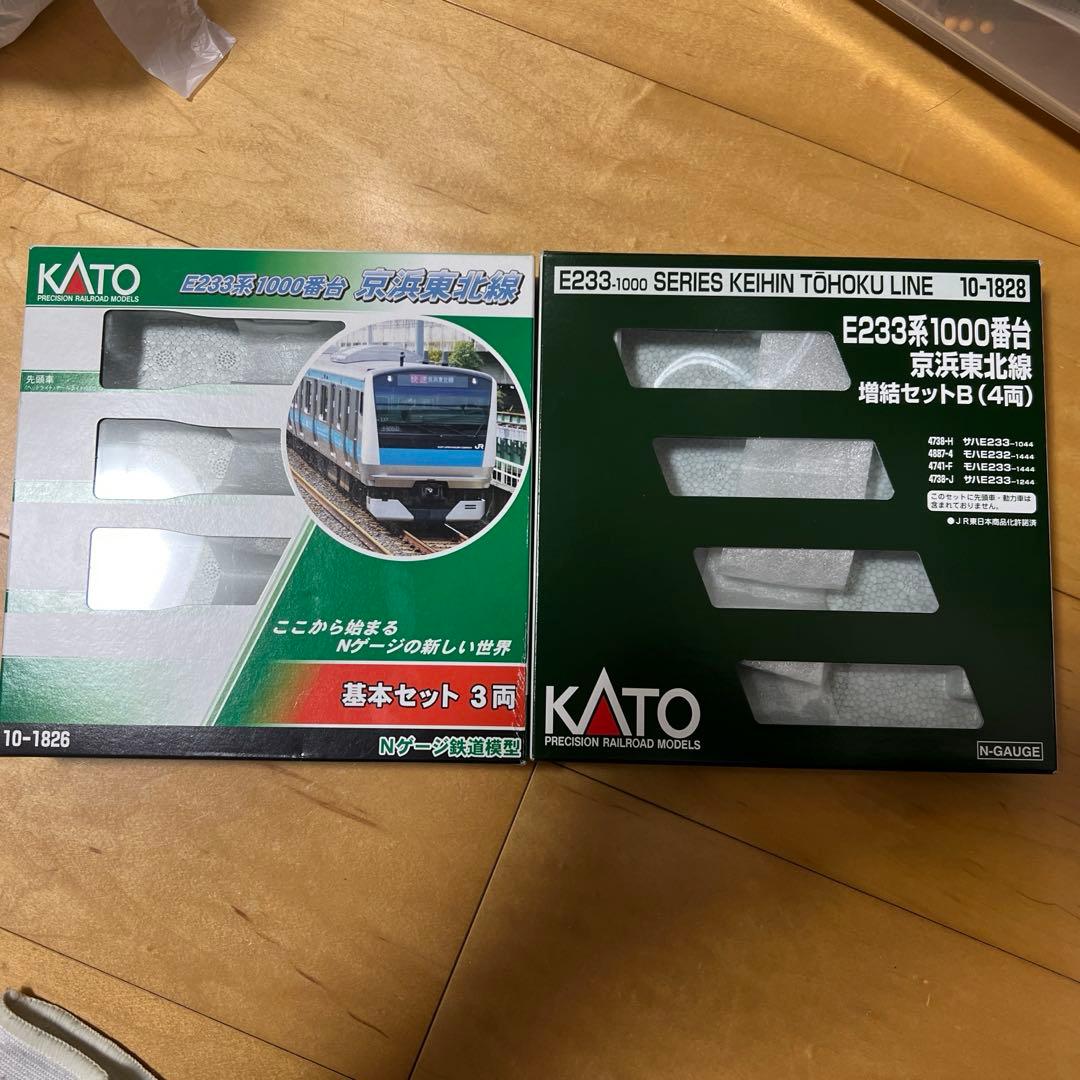 KATO
PRECISION RAILROAD MODELS
E233系1000番台 京浜東北線
先頭車
快速 京浜東北線
JR
ここから始まる
Nゲージの新しい世界
基本セット 3両
10-1826
Nゲージ鉄道模型
E233-1000 SERIES KEIHIN TŌHOKU LINE 10-1828
E233系1000番台
京浜東北線
増結セットB(4両)
4738-H サハE233-1044
4887-4 モハE232-1444
4741-F モハE233-1444
4738-J サハE233-1244
このセットに先頭車・動力車は
含まれておりません。
●JR東日本商品化許諾済
KATO
PRECISION RAILROAD MODELS
N-GAUGE